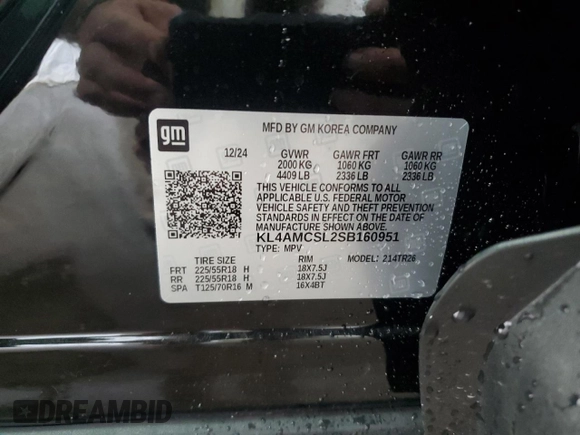 gm
MFD BY GM KOREA COMPANY
12/24 GVWR GAWR FRT GAWR RR
2000 KG 1060 KG 1060 KG
4409 LB 2336 LB 2336 LB
THIS VEHICLE CONFORMS TO ALL
APPLICABLE U.S. FEDERAL MOTOR
VEHICLE SAFETY AND THEFT PREVENTION
STANDARDS IN EFFECT ON THE DATE OF
MANUFACTURE SHOWN ABOVE.
KL4AMCSL2SB160951
TYPE: MPV MODEL: 214TR26
TIRE SIZE RIM
FRT 225/55R18 H 18X7.5J
RR 225/55R18 H 18X7.5J
SPA T125/70R16 M 16X4BT
DREAMBID